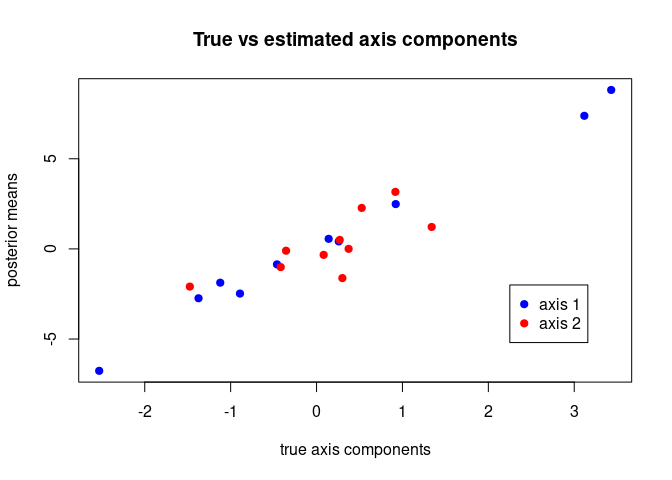 True vs estimated axis components
posterior means
5
0
-5
axis 1
axis 2
-2 -1 0 1 2 3
true axis components